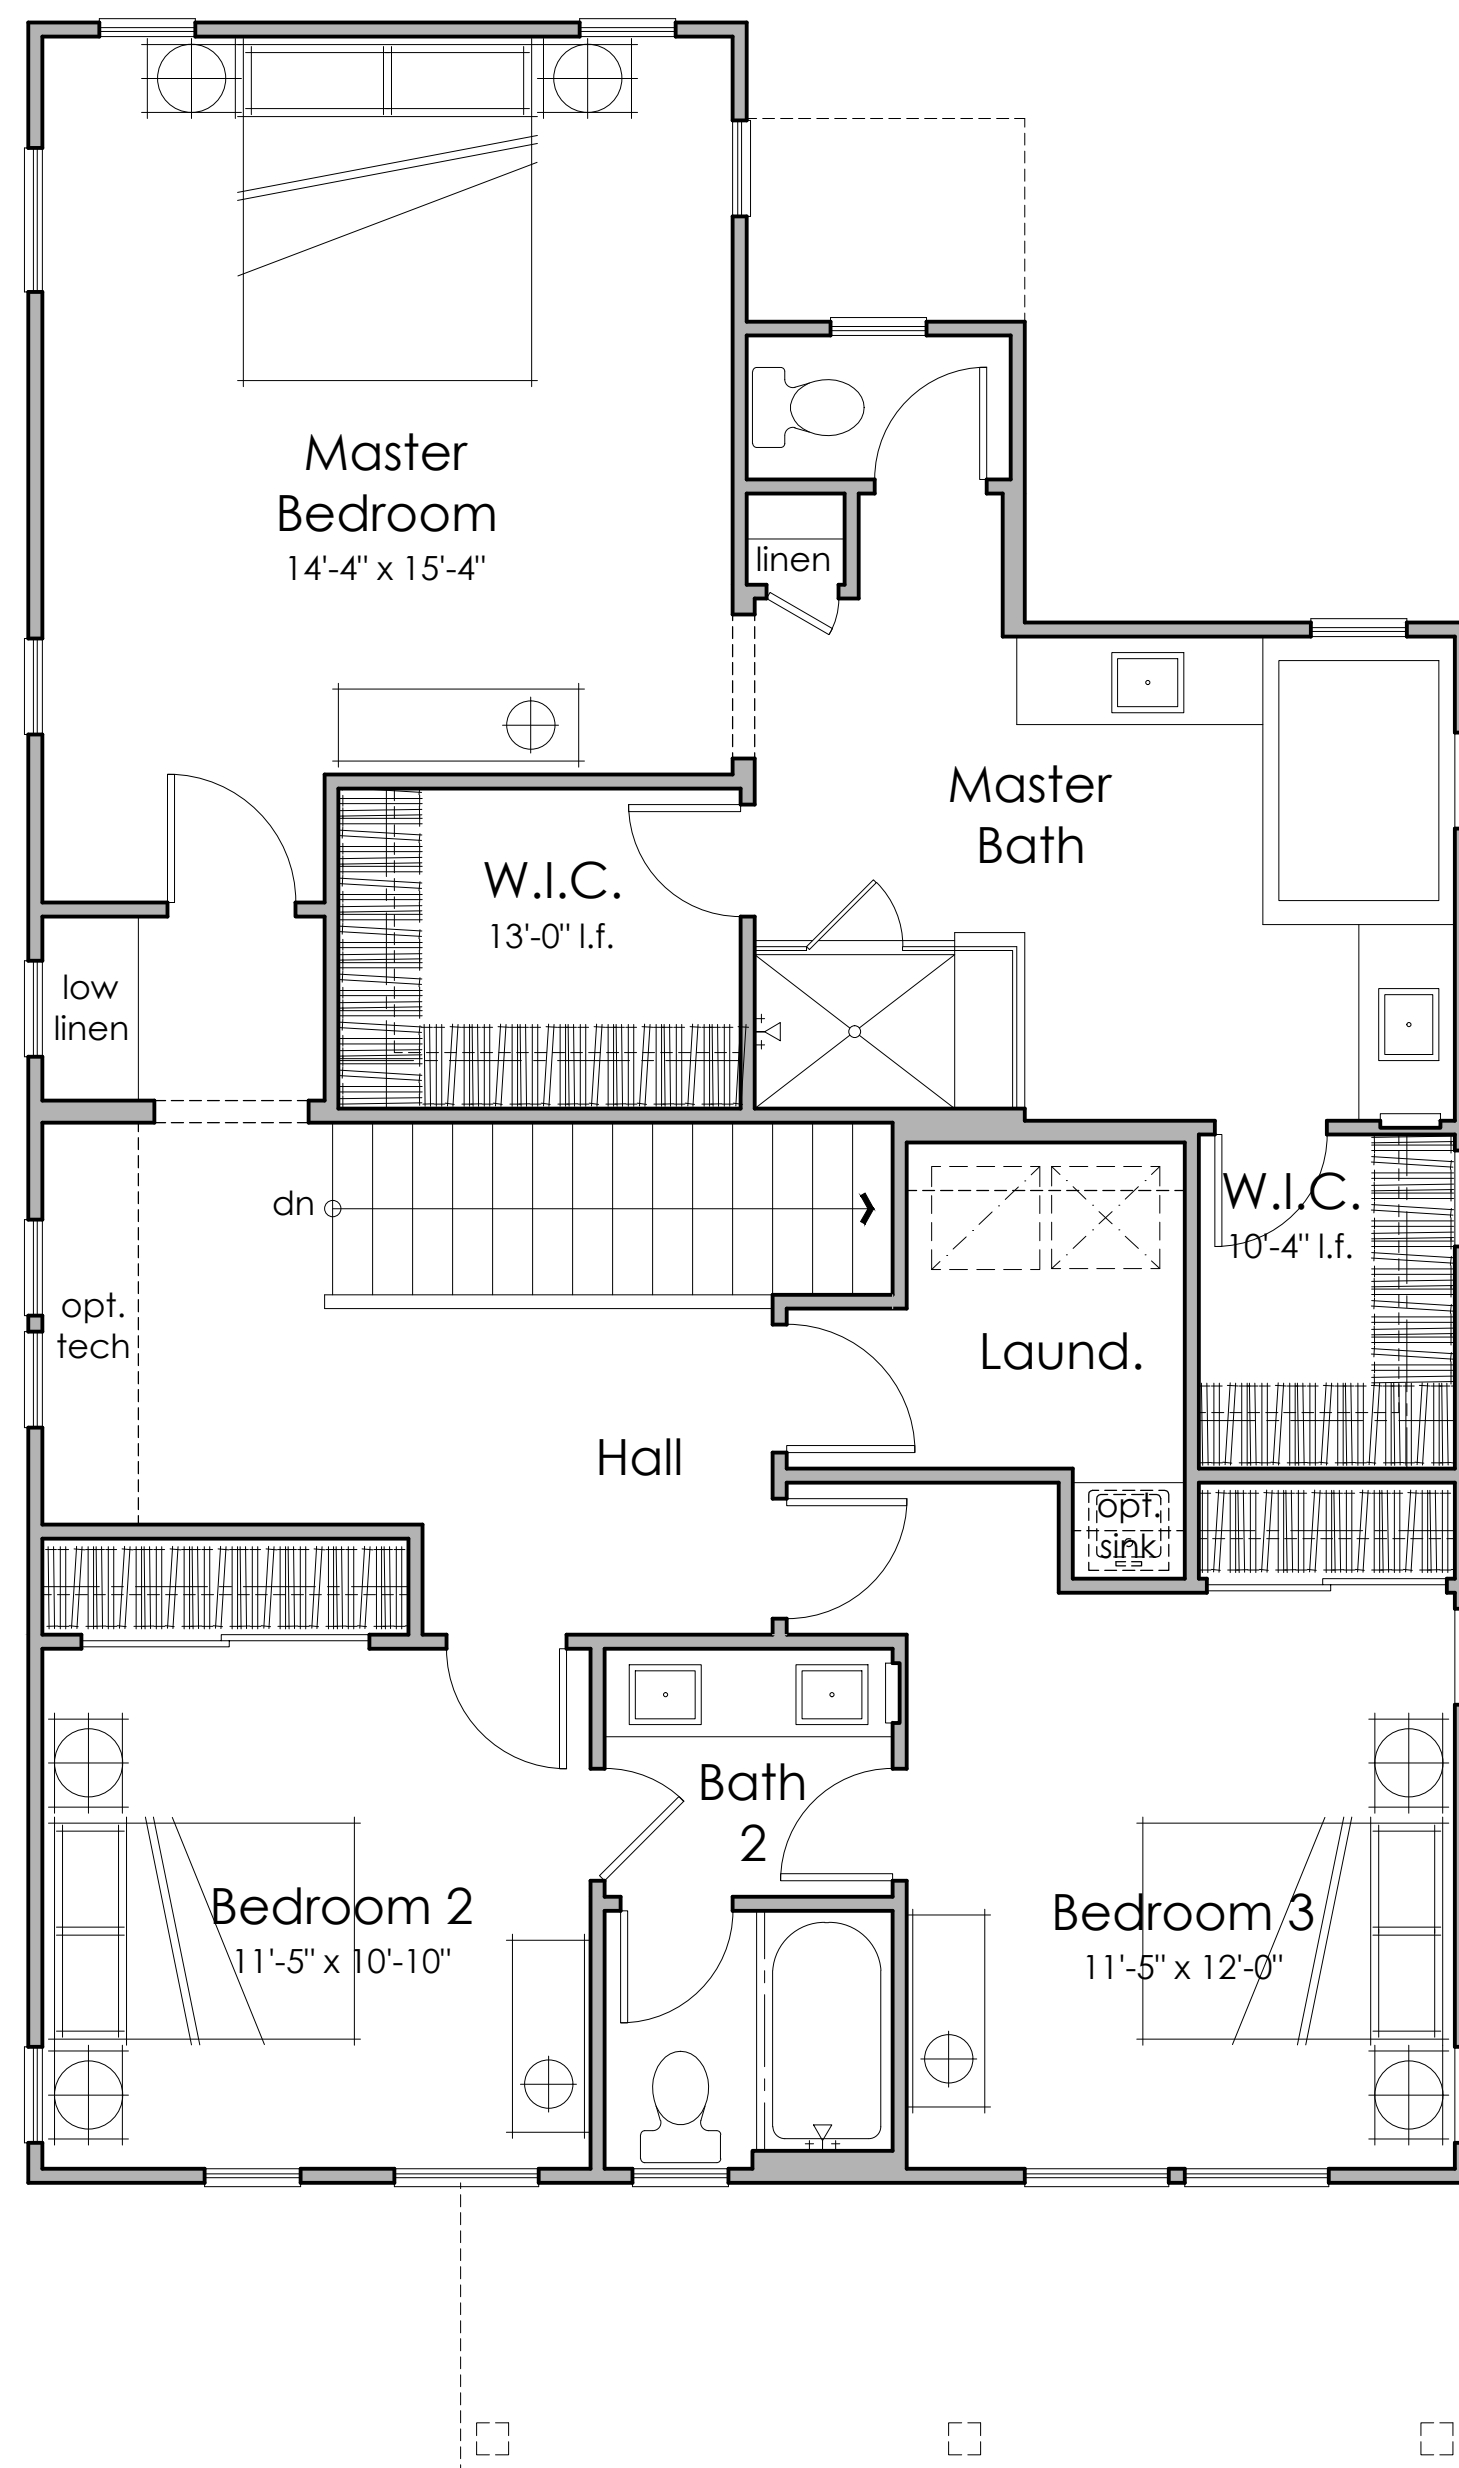 Master
Bedroom
14'-4" x 15'-4"
linen
Master
Bath
W.I.C.
13'-0" l.f.
low
linen
dn
W.I.C.
10'-4" l.f.
opt.
tech
Laund.
Hall
opt.
sink
Bath
2
Bedroom 2
11'-5" x 10'-10"
Bedroom 3
11'-5" x 12'-0"